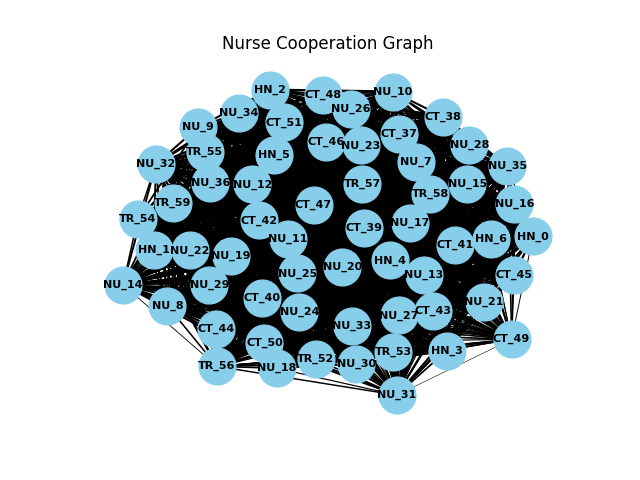 Nurse Cooperation Graph
HN_2
CT_48
NU_10
NU_26
NU_34
CT_38
CT_51
NU_9
CT_37
CT_46
NU_23
NU_28
TR_55
HN_5
NU_7
NU_32
NU_35
NU_36
NU_12
TR_57
NU_15
TR_58
TR_59
CT_47
NU_16
TR_54
CT_42
NU_17
CT_39
HN_0
NU_11
HN_6
CT_41
HN_1
NU_22
NU_19
HN_4
NU_20
NU_25
NU_13
CT_45
NU_14
NU_29
CT_40
NU_21
NU_8
NU_24
CT_43
NU_27
NU_33
CT_44
CT_49
CT_50
HN_3
TR_53
TR_52
NU_30
TR_56
NU_18
NU_31